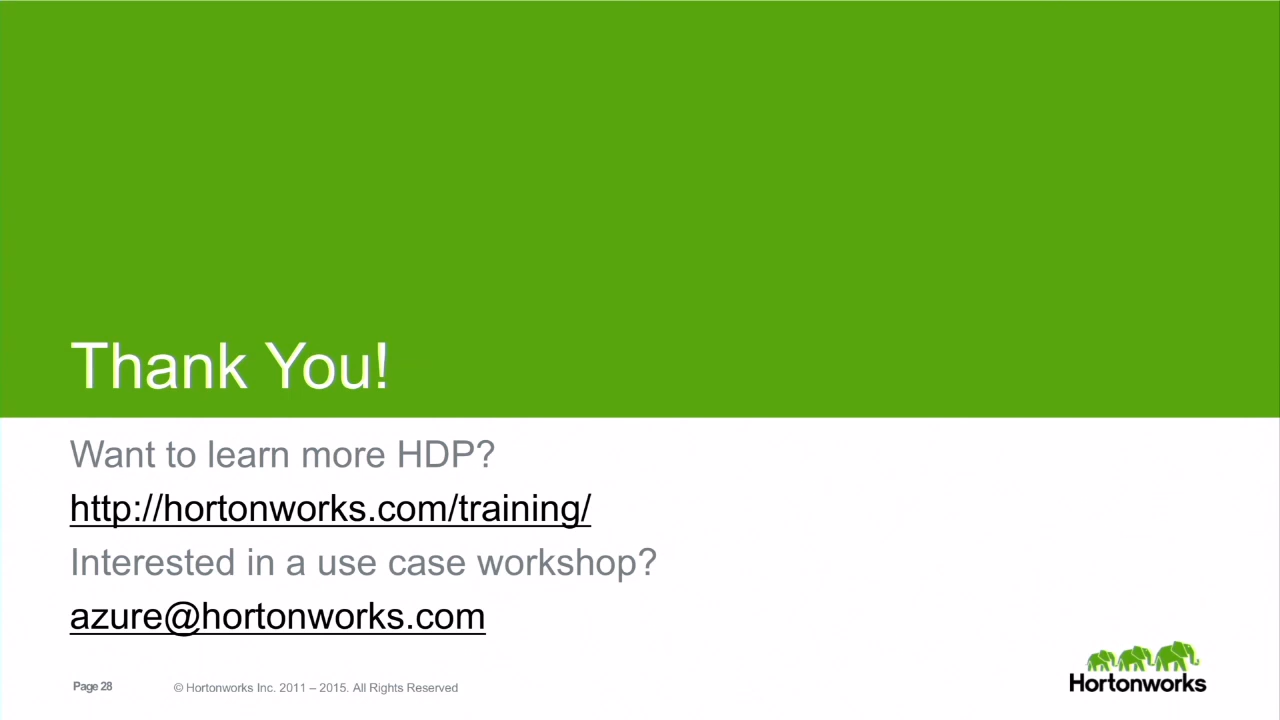 Thank You!
Want to learn more HDP?
http://hortonworks.com/training/
Interested in a use case workshop?
azure@hortonworks.com
Page 28
© Hortonworks Inc. 2011 – 2015. All Rights Reserved
Hortonworks